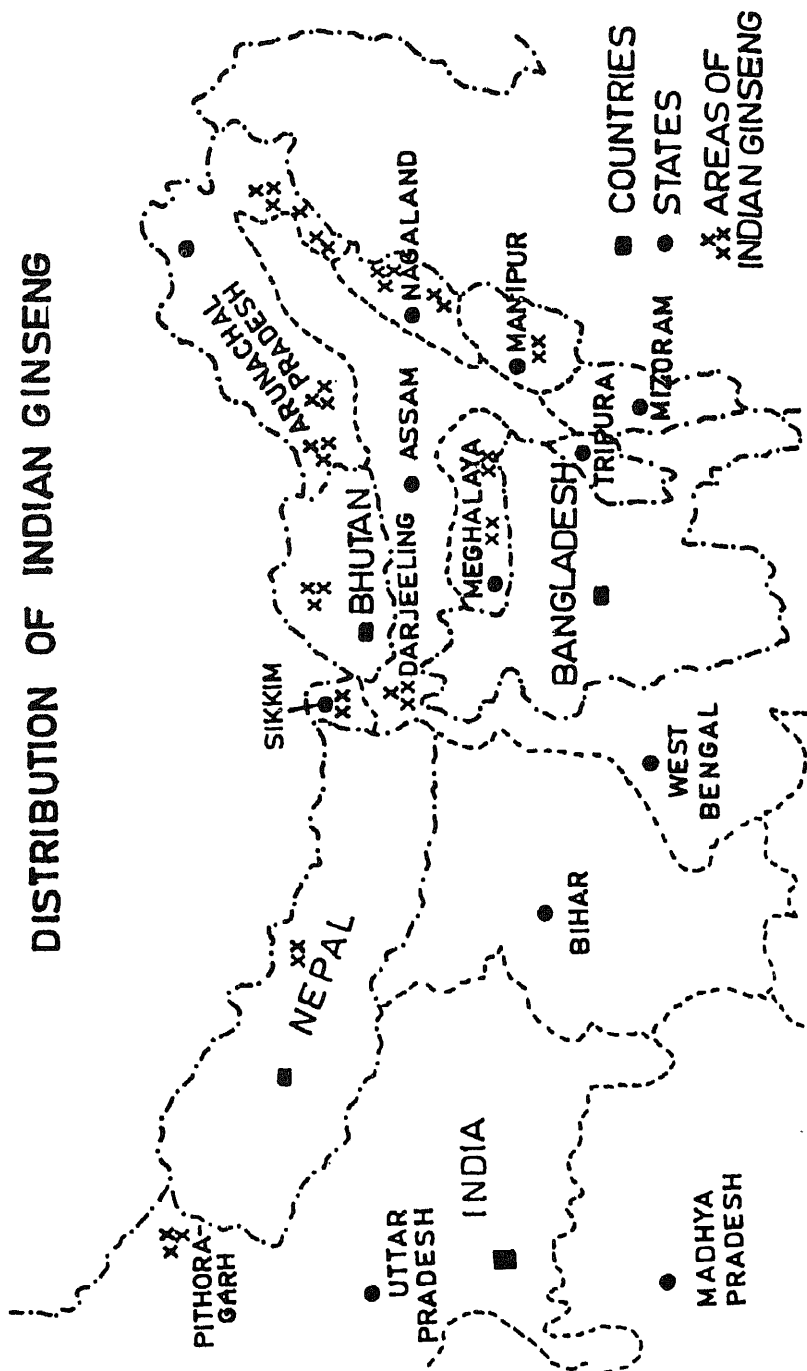 DISTRIBUTION OF INDIAN GINSENG
PITHORA-
GARH
NEPAL
SIKKIM
BHUTAN
ARUNACHAL
PRADESH
DARJEELING
ASSAM
NAGALAND
MEGHALAYA
MANIPUR
UTTAR
PRADESH
INDIA
BIHAR
BANGLADESH
TRIPURA
MIZORAM
WEST
BENGAL
MADHYA
PRADESH
COUNTRIES
STATES
AREAS OF
INDIAN GINSENG